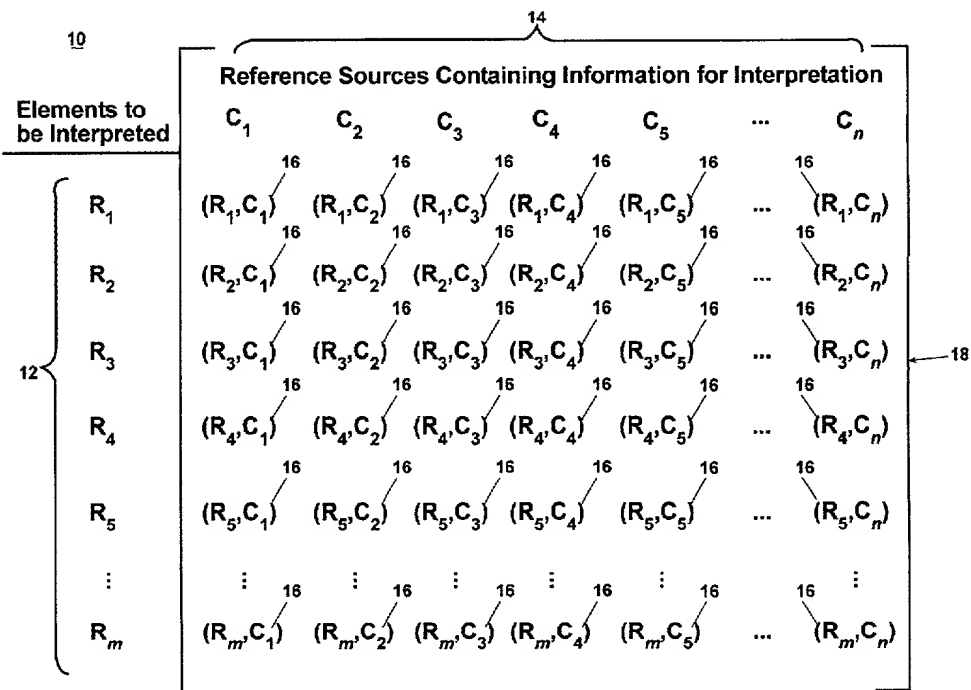 14
10
Reference Sources Containing Information for Interpretation
Elements to
be Interpreted
C1 C2 C3 C4 C5 ... Cn
16 16 16 16 16 16
R1 (R1,C1) (R1,C2) (R1,C3) (R1,C4) (R1,C5) ... (R1,Cn)
16 16 16 16 16 16
R2 (R2,C1) (R2,C2) (R2,C3) (R2,C4) (R2,C5) ... (R2,Cn)
16 16 16 16 16 16
12 R3 (R3,C1) (R3,C2) (R3,C3) (R3,C4) (R3,C5) ... (R3,Cn) 18
16 16 16 16 16 16
R4 (R4,C1) (R4,C2) (R4,C3) (R4,C4) (R4,C5) ... (R4,Cn)
16 16 16 16 16 16
R5 (R5,C1) (R5,C2) (R5,C3) (R5,C4) (R5,C5) ... (R5,Cn)
⋮ ⋮ ⋮ ⋮ ⋮ ⋮ ⋮
16 16 16 16 16 16
Rm (Rm,C1) (Rm,C2) (Rm,C3) (Rm,C4) (Rm,C5) ... (Rm,Cn)